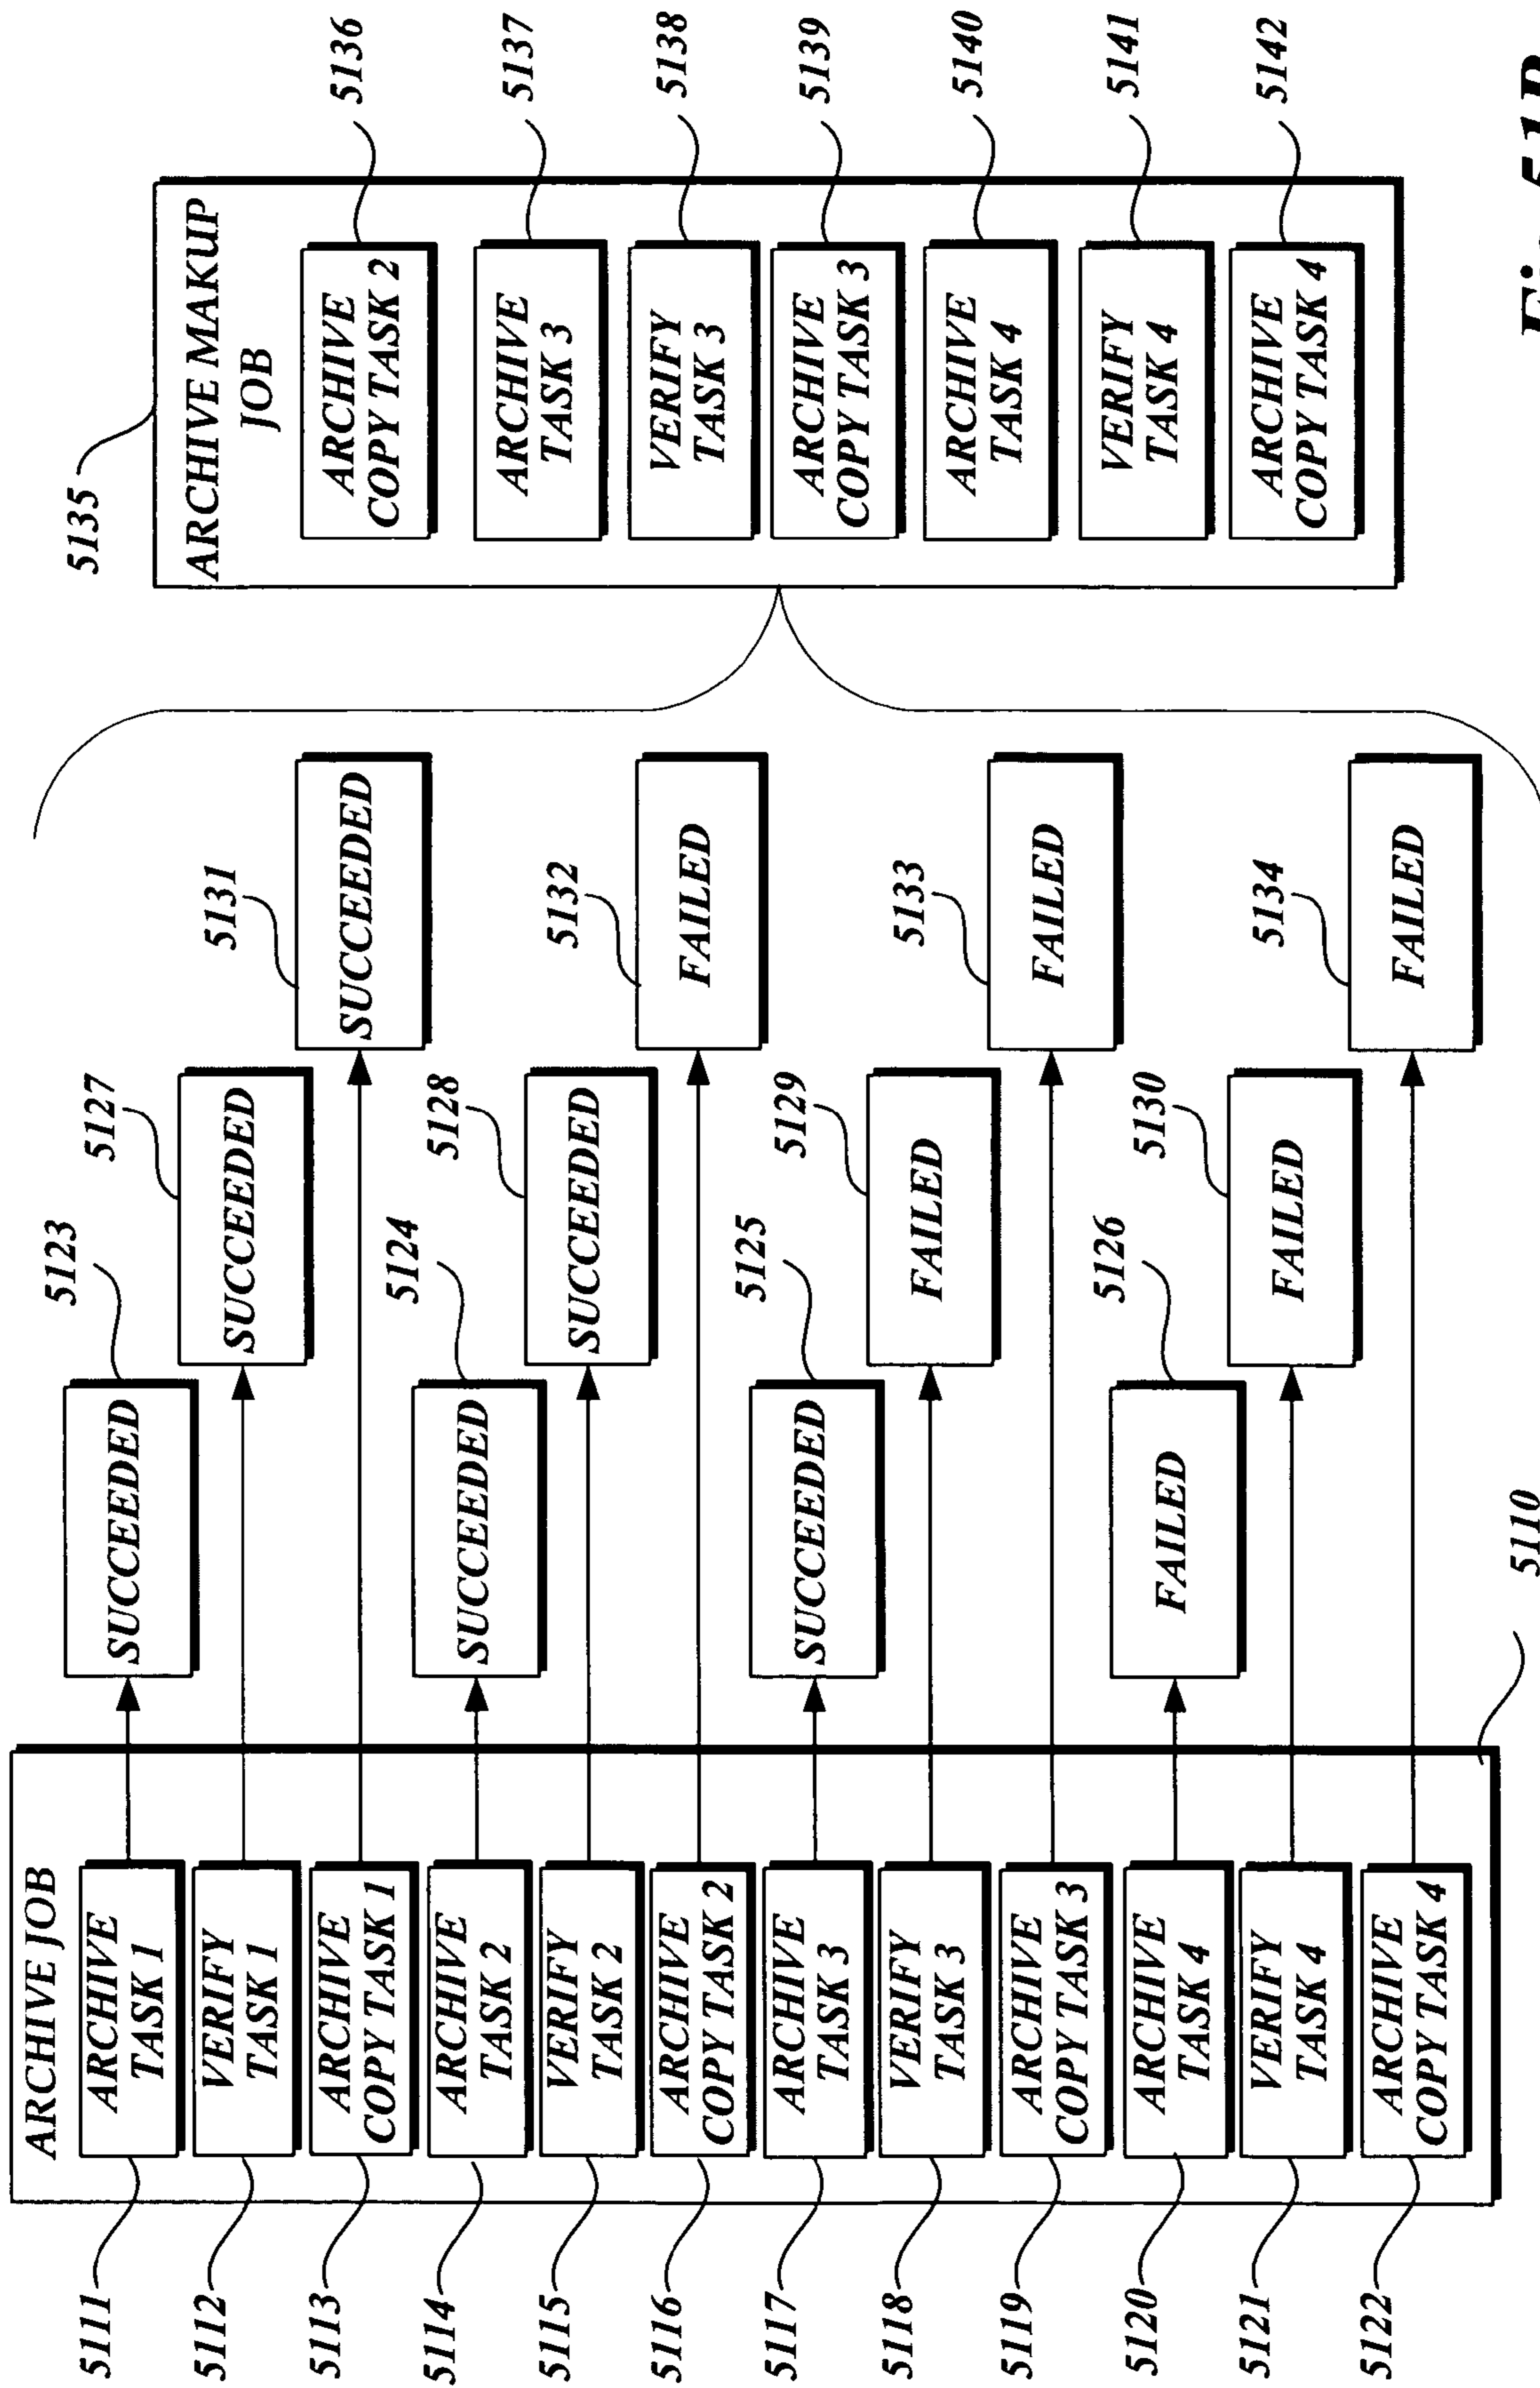 ARCHIVE JOB
5111
ARCHIVE
TASK 1
5112
VERIFY
TASK 1
5113
ARCHIVE
COPY TASK 1
5114
ARCHIVE
TASK 2
5115
VERIFY
TASK 2
5116
ARCHIVE
COPY TASK 2
5117
ARCHIVE
TASK 3
5118
VERIFY
TASK 3
5119
ARCHIVE
COPY TASK 3
5120
ARCHIVE
TASK 4
5121
VERIFY
TASK 4
5122
ARCHIVE
COPY TASK 4
5110
5123
SUCCEEDED
5124
SUCCEEDED
5125
SUCCEEDED
5126
FAILED
5127
SUCCEEDED
5128
SUCCEEDED
5129
FAILED
5130
FAILED
5131
SUCCEEDED
5132
FAILED
5133
FAILED
5134
FAILED
5135
ARCHIVE MAKUP
JOB
ARCHIVE
COPY TASK 2
5136
ARCHIVE
TASK 3
5137
VERIFY
TASK 3
5138
ARCHIVE
COPY TASK 3
5139
ARCHIVE
TASK 4
5140
VERIFY
TASK 4
5141
ARCHIVE
COPY TASK 4
5142